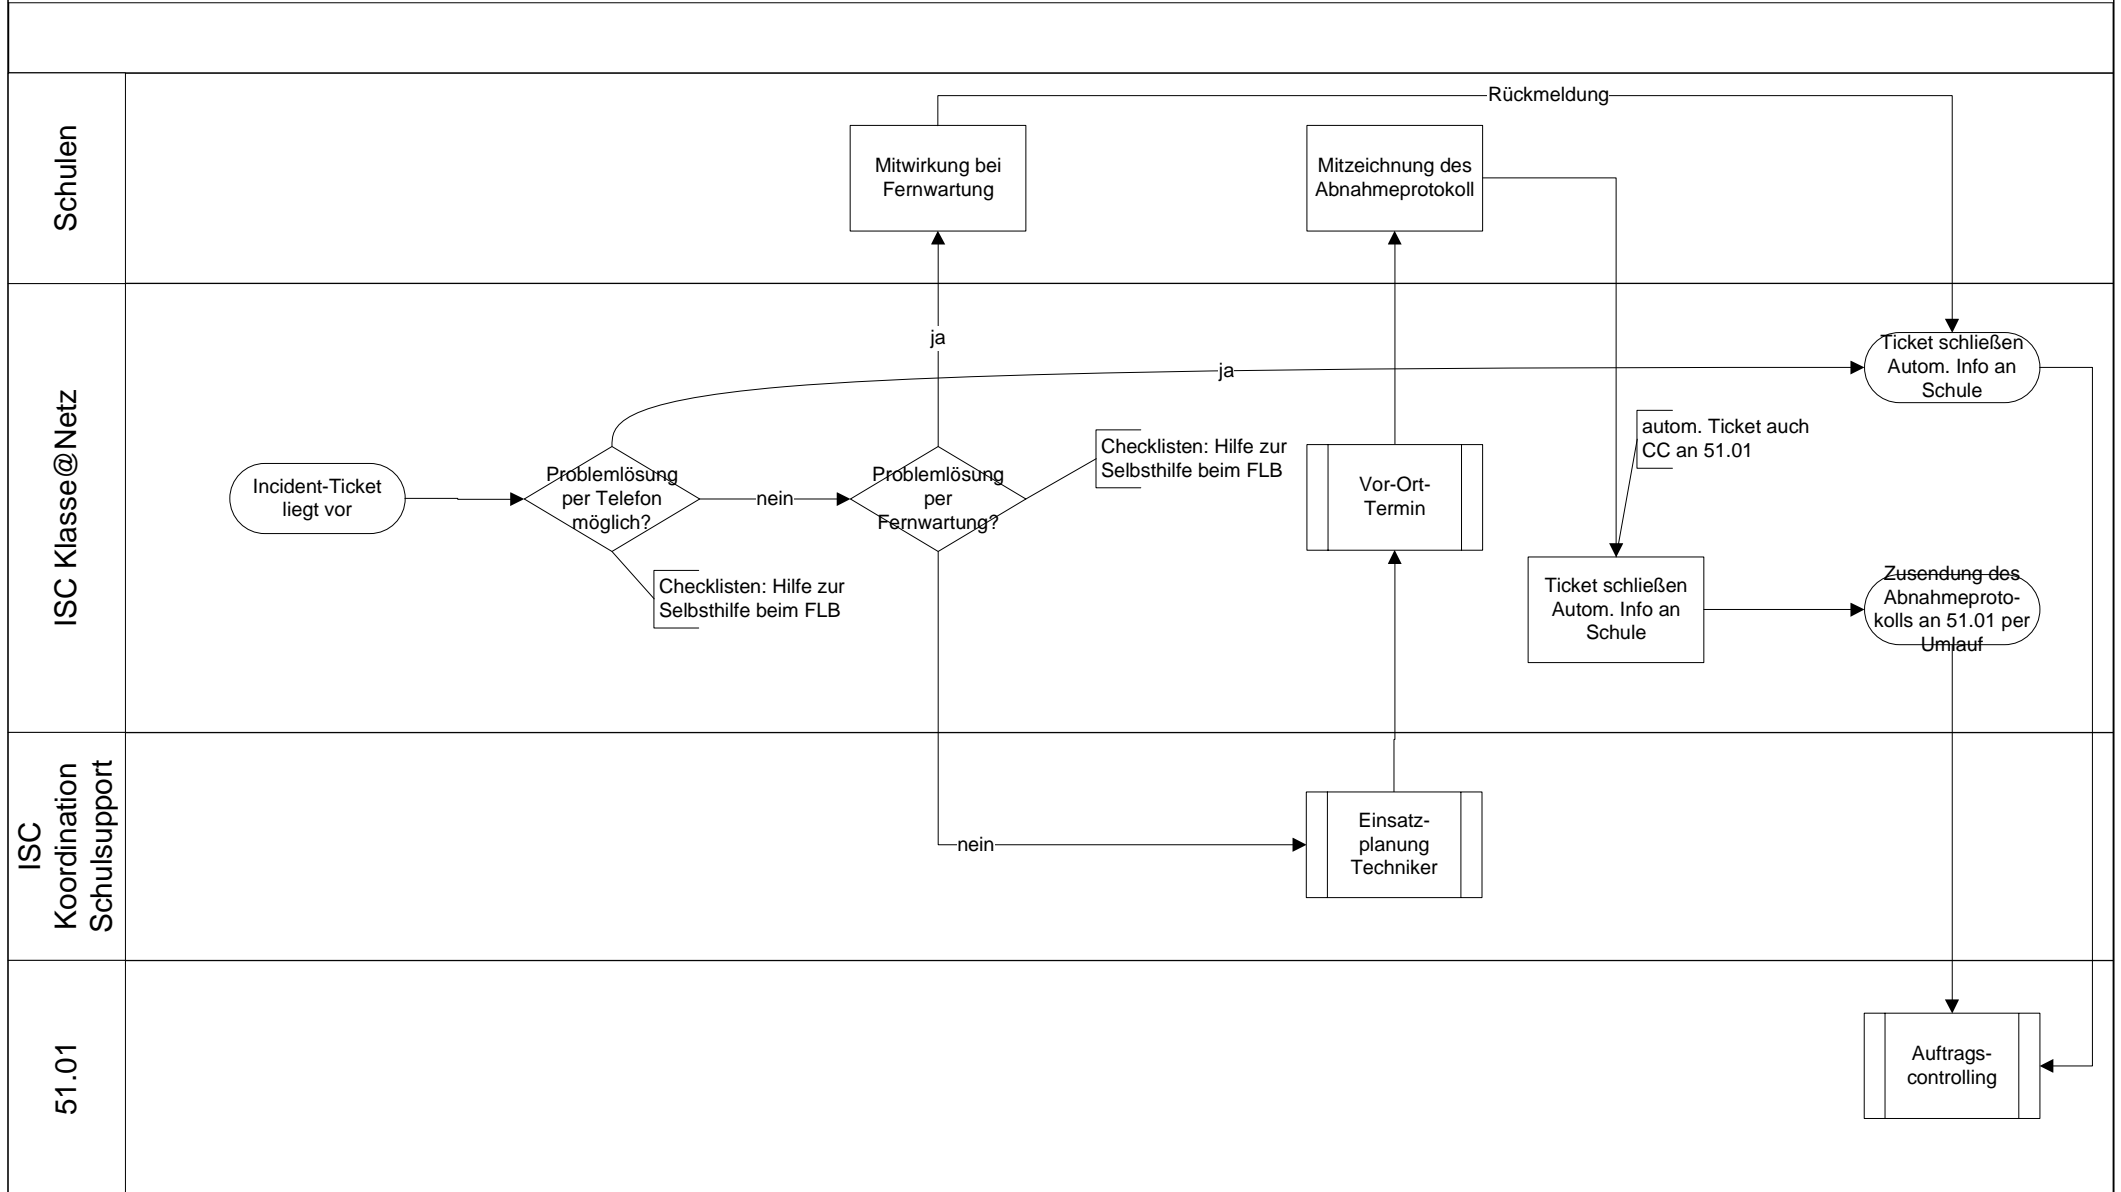 Schulen
Rückmeldung
Mitwirkung bei
Fernwartung
Mitzeichnung des
Abnahmeprotokoll
ISC Klasse@Netz
ja
ja
Ticket schließen
Autom. Info an
Schule
Incident-Ticket
liegt vor
Problemlösung
per Telefon
möglich?
nein
Problemlösung
per
Fernwartung?
Checklisten: Hilfe zur
Selbsthilfe beim FLB
Checklisten: Hilfe zur
Selbsthilfe beim FLB
Vor-Ort-
Termin
autom. Ticket auch
CC an 51.01
Ticket schließen
Autom. Info an
Schule
Zusendung des
Abnahmeproto-
kolls an 51.01 per
Umlauf
ISC
Koordination
Schulsupport
nein
Einsatz-
planung
Techniker
51.01
Auftrags-
controlling